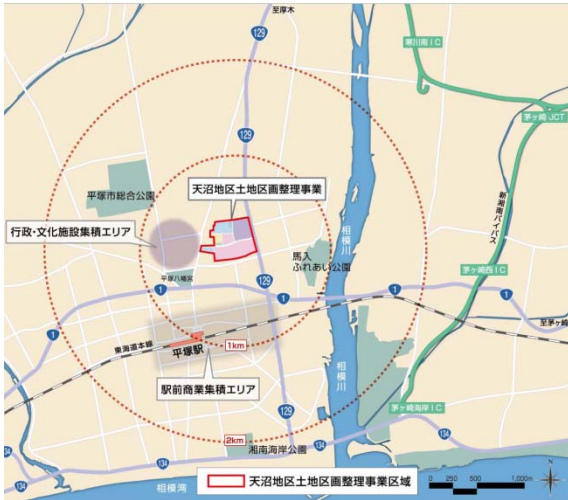 至厚木
寒川南IC
129
茅ヶ崎JCT
129
天沼地区土地区画整理事業
平塚市総合公園
新湘南バイパス
行政・文化施設集積エリア
相模川
馬入
ふれあい公園
平塚八幡宮
茅ヶ崎西IC
129
1
1
1
1
至茅ヶ崎
東海道本線
平塚駅
1km
駅前商業集積エリア
相模川
129
茅ヶ崎海岸IC
2km
湘南海岸公園
134
134
134
134
相模湾
天沼地区土地区画整理事業区域
0 250 500 1,000m